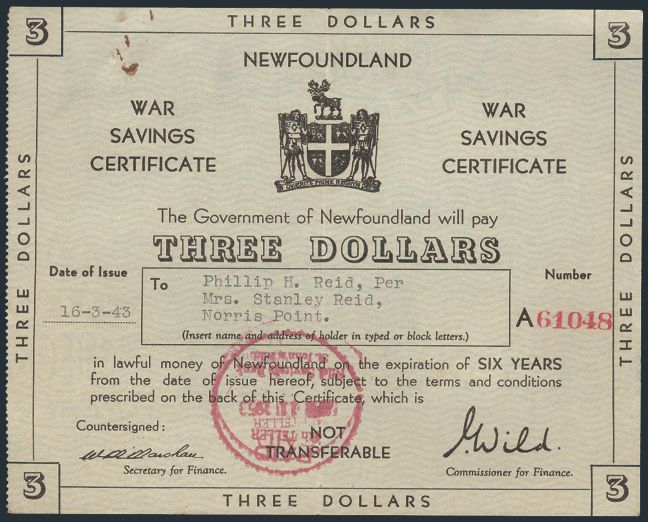 3 THREE DOLLARS 3
NEWFOUNDLAND
WAR
SAVINGS
CERTIFICATE
WAR
SAVINGS
CERTIFICATE
THREE DOLLARS
THREE DOLLARS
The Government of Newfoundland will pay
THREE DOLLARS
Date of Issue
16-3-43
To Phillip H. Reid, Per
Mrs. Stanley Reid,
Norris Point.
(Insert name and address of holder in typed or block letters.)
Number
A61048
in lawful money of Newfoundland on the expiration of SIX YEARS
from the date of issue hereof, subject to the terms and conditions
prescribed on the back of this Certificate, which is
NOT
TRANSFERABLE
Countersigned:
Secretary for Finance.
J. Wild.
Commissioner for Finance.
PAID
TELLER
3 THREE DOLLARS 3